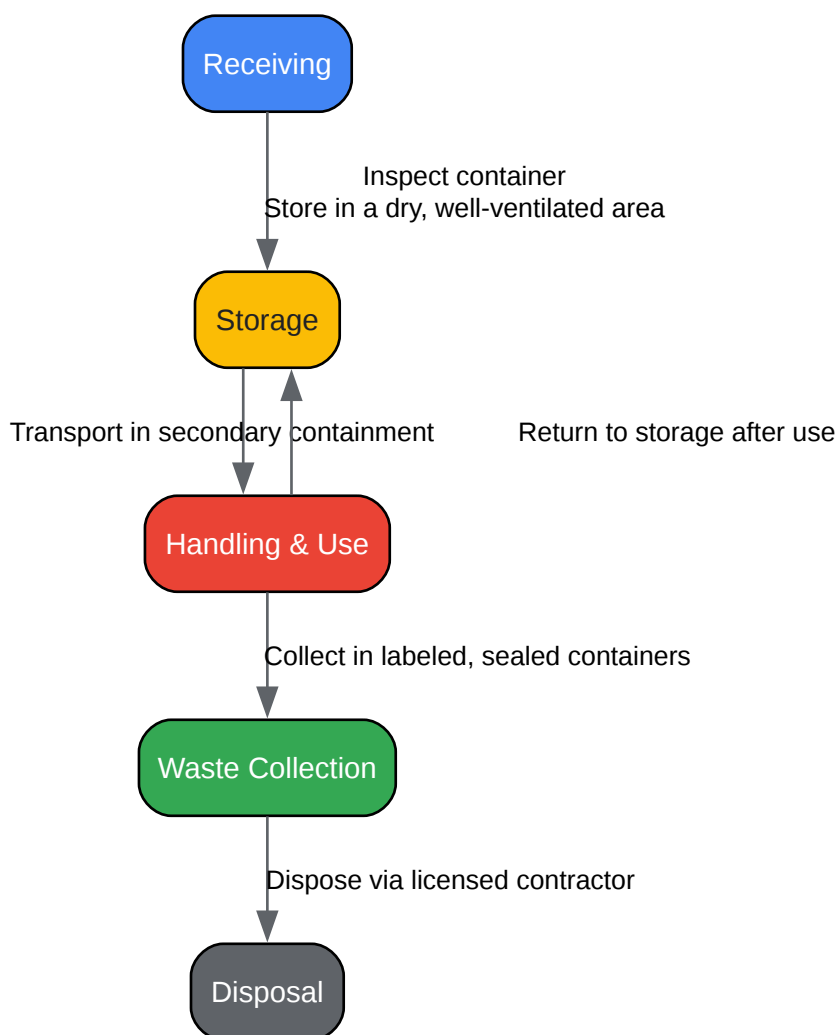 Receiving
Inspect container
Store in a dry, well-ventilated area
Storage
Transport in secondary containment
Return to storage after use
Handling & Use
Collect in labeled, sealed containers
Waste Collection
Dispose via licensed contractor
Disposal